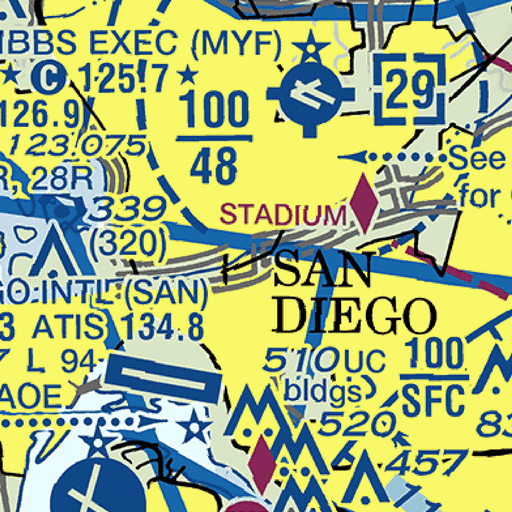 IBBS EXEC (MYF)
★ C 125.7 ★
126.9
123.075
R, 28R
100
48
29
See
for
339
(320)
STADIUM
SAN
DIEGO
GO INTL (SAN)
3 ATIS 134.8
7 L 94
AOE
510 UC
bldgs
520
457
100
SFC
83